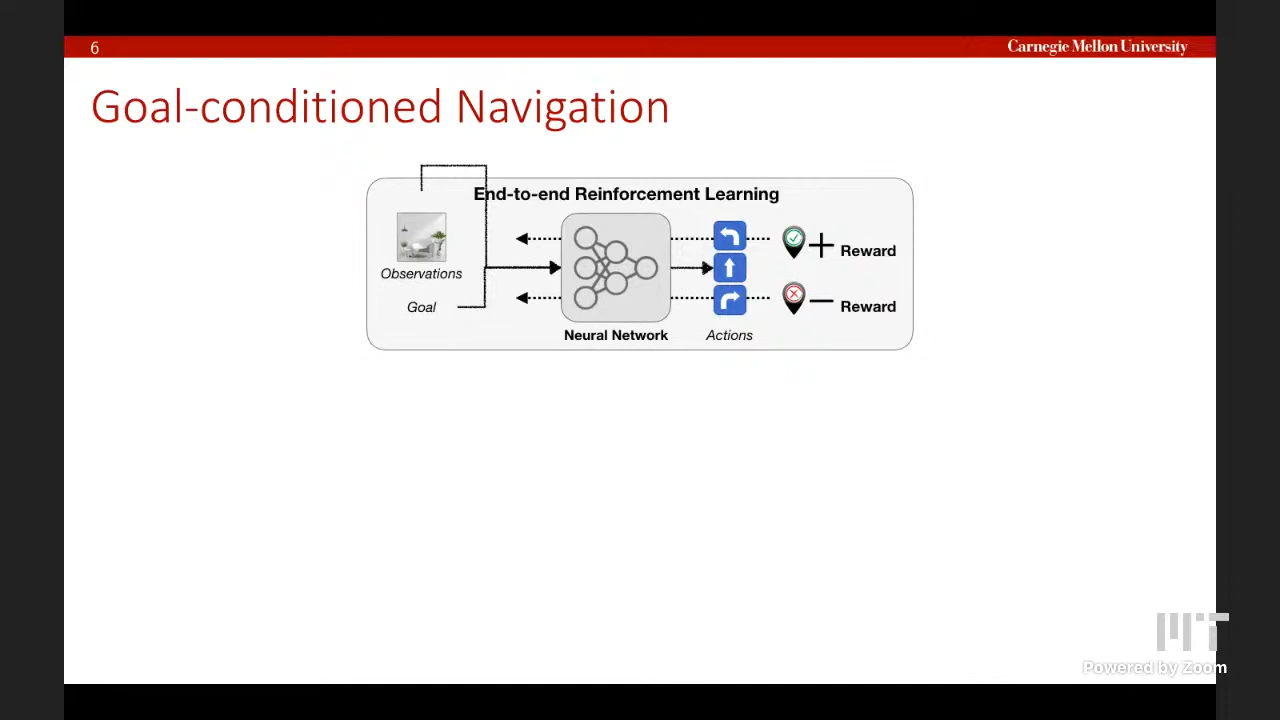 6
Carnegie Mellon University
Goal-conditioned Navigation
End-to-end Reinforcement Learning
Observations
Goal
Neural Network
Actions
Reward
Reward
MIT
Powered by Zoom